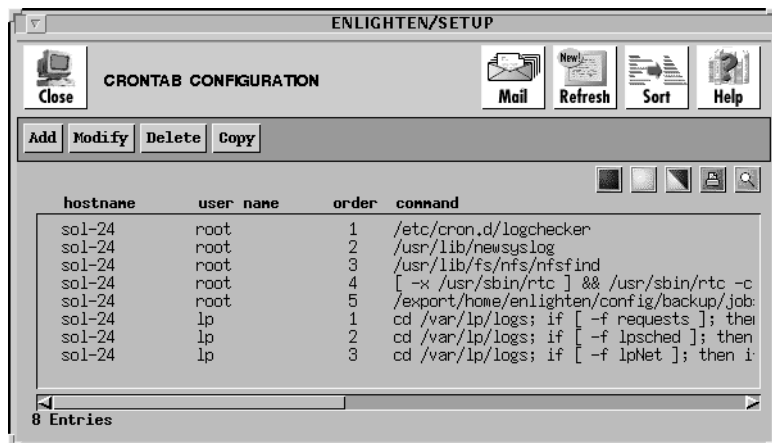 ENLIGHTEN/SETUP
Close
CRONTAB CONFIGURATION
Mail
New!
Refresh
Sort
Help
Add Modify Delete Copy
hostname user name order command
sol-24 root 1 /etc/cron.d/logchecker
sol-24 root 2 /usr/lib/newsyslog
sol-24 root 3 /usr/lib/fs/nfs/nfsfind
sol-24 root 4 [ -x /usr/sbin/rtc ] && /usr/sbin/rtc -c
sol-24 root 5 /export/home/enlighten/config/backup/job
sol-24 lp 1 cd /var/lp/logs; if [ -f requests ]; the
sol-24 lp 2 cd /var/lp/logs; if [ -f lpsched ]; then
sol-24 lp 3 cd /var/lp/logs; if [ -f lpNet ]; then i
8 Entries